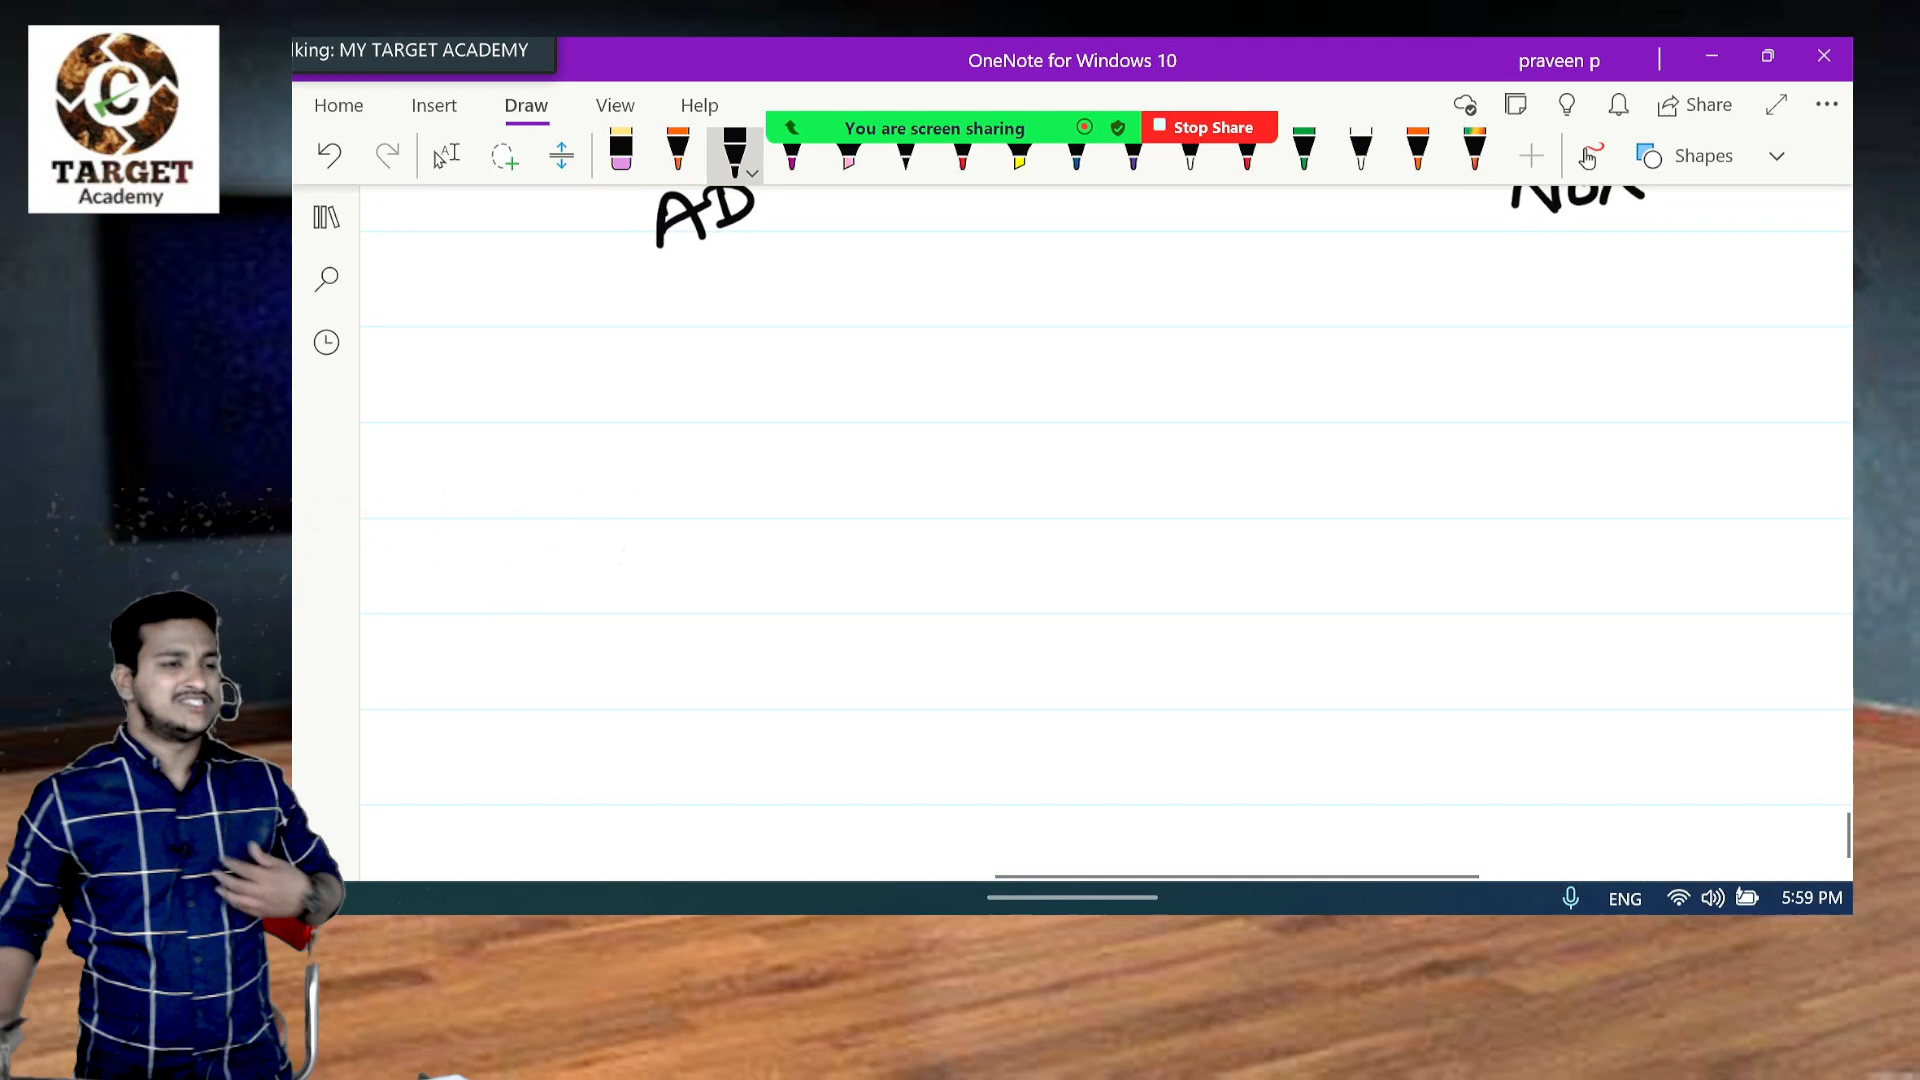 TARGET
Academy
lking: MY TARGET ACADEMY
OneNote for Windows 10
praveen p
Home
Insert
Draw
View
Help
You are screen sharing
Stop Share
Share
Shapes
AD
ENG
5:59 PM